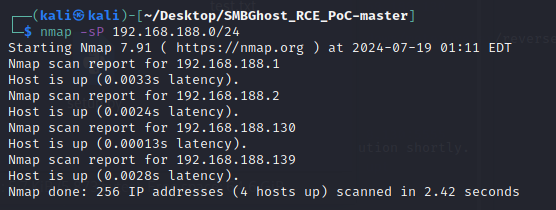 ┌──(kali㉿kali)-[~/Desktop/SMBGhost_RCE_PoC-master]
└─$ nmap -sP 192.168.188.0/24
Starting Nmap 7.91 ( https://nmap.org ) at 2024-07-19 01:11 EDT
Nmap scan report for 192.168.188.1
Host is up (0.0033s latency).
Nmap scan report for 192.168.188.2
Host is up (0.0024s latency).
Nmap scan report for 192.168.188.130
Host is up (0.00013s latency).
Nmap scan report for 192.168.188.139
Host is up (0.0028s latency).
Nmap done: 256 IP addresses (4 hosts up) scanned in 2.42 seconds